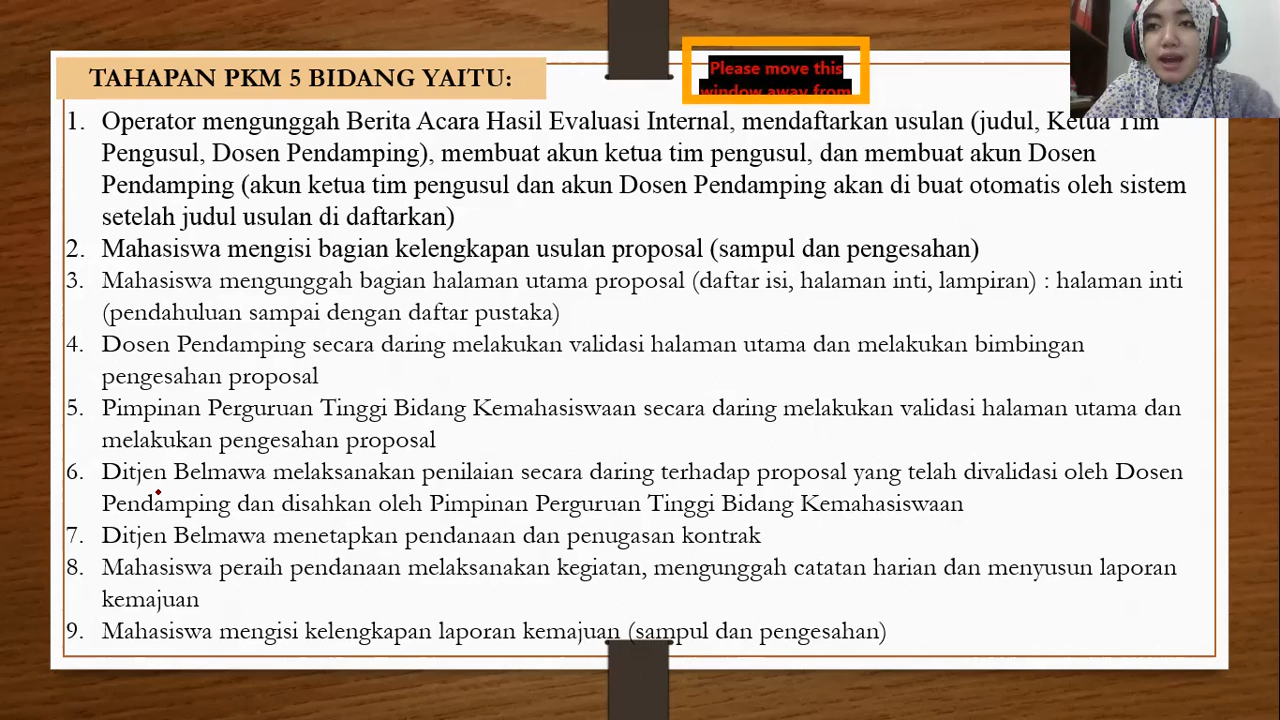 TAHAPAN PKM 5 BIDANG YAITU:
Please move this
window away from
1. Operator mengunggah Berita Acara Hasil Evaluasi Internal, mendaftarkan usulan (judul, Ketua Tim
Pengusul, Dosen Pendamping), membuat akun ketua tim pengusul, dan membuat akun Dosen
Pendamping (akun ketua tim pengusul dan akun Dosen Pendamping akan di buat otomatis oleh sistem
setelah judul usulan di daftarkan)
2. Mahasiswa mengisi bagian kelengkapan usulan proposal (sampul dan pengesahan)
3. Mahasiswa mengunggah bagian halaman utama proposal (daftar isi, halaman inti, lampiran) : halaman inti
(pendahuluan sampai dengan daftar pustaka)
4. Dosen Pendamping secara daring melakukan validasi halaman utama dan melakukan bimbingan
pengesahan proposal
5. Pimpinan Perguruan Tinggi Bidang Kemahasiswaan secara daring melakukan validasi halaman utama dan
melakukan pengesahan proposal
6. Ditjen Belmawa melaksanakan penilaian secara daring terhadap proposal yang telah divalidasi oleh Dosen
Pendamping dan disahkan oleh Pimpinan Perguruan Tinggi Bidang Kemahasiswaan
7. Ditjen Belmawa menetapkan pendanaan dan penugasan kontrak
8. Mahasiswa peraih pendanaan melaksanakan kegiatan, mengunggah catatan harian dan menyusun laporan
kemajuan
9. Mahasiswa mengisi kelengkapan laporan kemajuan (sampul dan pengesahan)